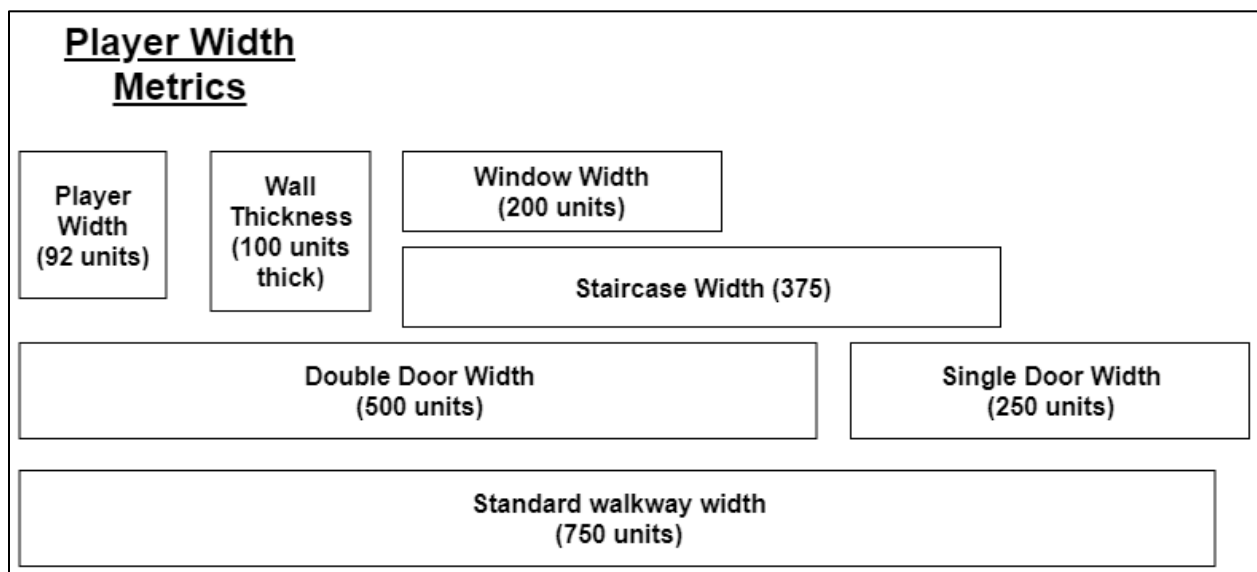 Player Width
Metrics
Player
Width
(92 units)
Wall
Thickness
(100 units
thick)
Window Width
(200 units)
Staircase Width (375)
Double Door Width
(500 units)
Single Door Width
(250 units)
Standard walkway width
(750 units)